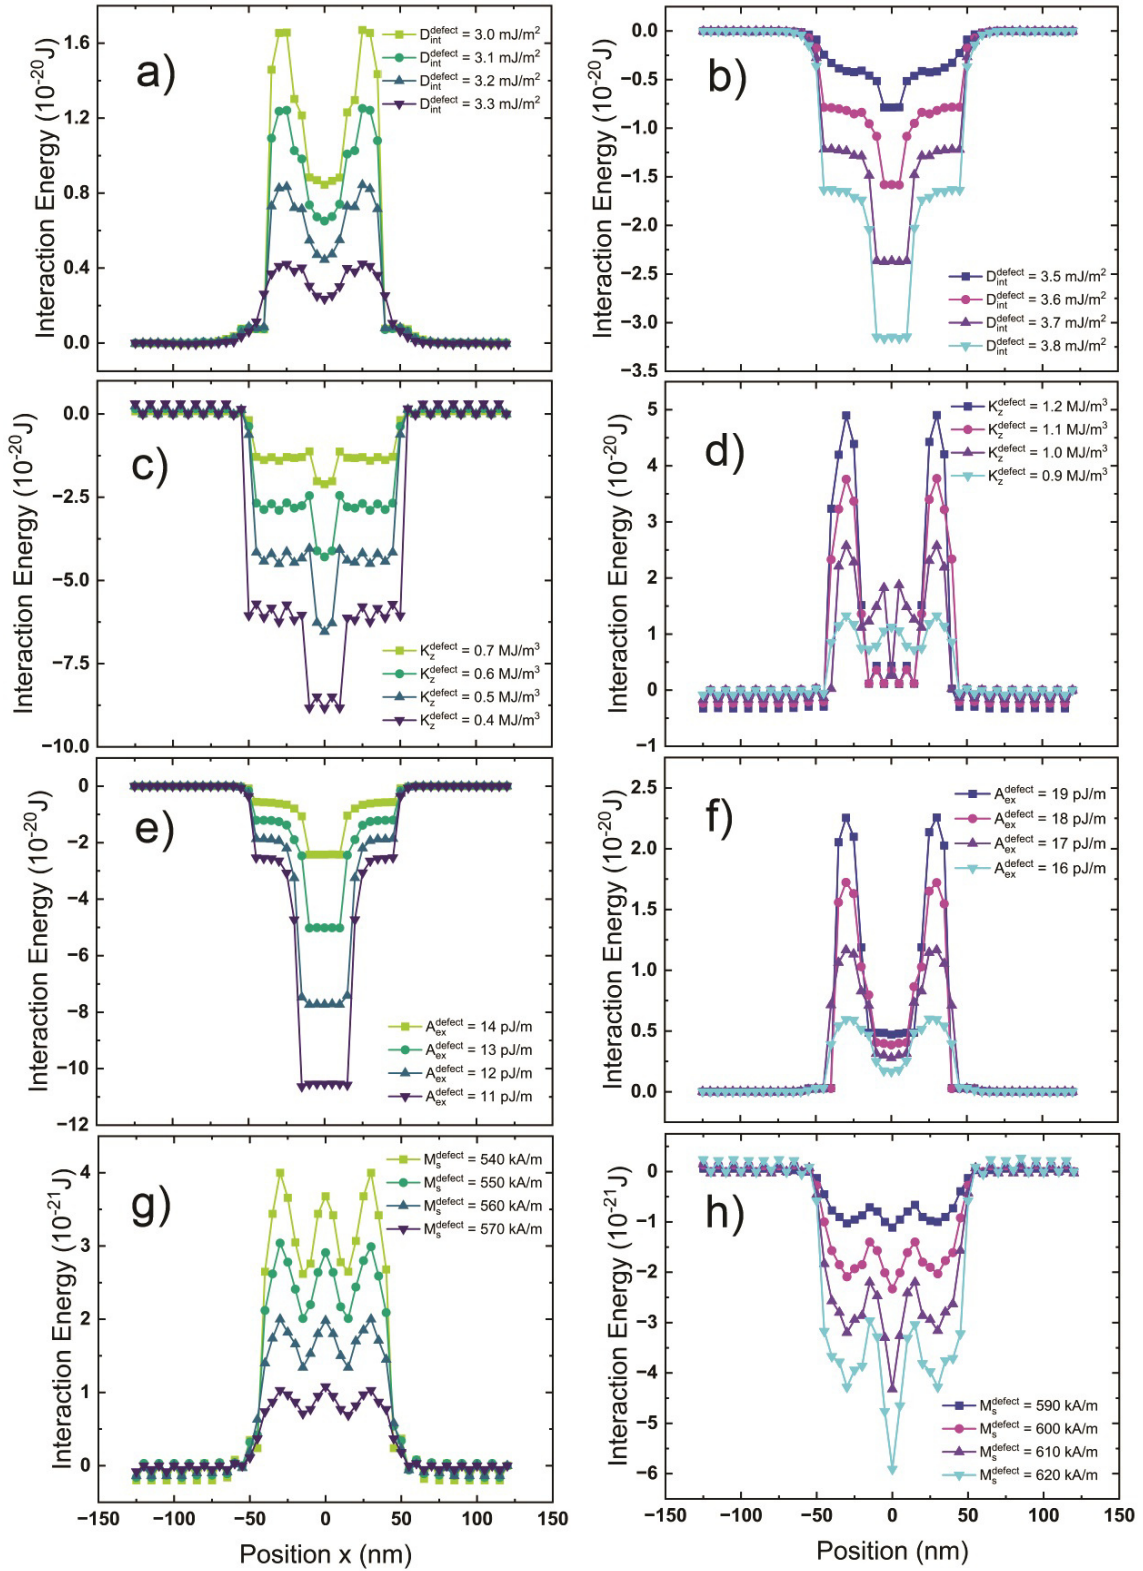 a)
D_int^defect = 3.0 mJ/m²
D_int^defect = 3.1 mJ/m²
D_int^defect = 3.2 mJ/m²
D_int^defect = 3.3 mJ/m²
Interaction Energy (10⁻²⁰J)
1.6
1.2
0.8
0.4
0.0
b)
D_int^defect = 3.5 mJ/m²
D_int^defect = 3.6 mJ/m²
D_int^defect = 3.7 mJ/m²
D_int^defect = 3.8 mJ/m²
Interaction Energy (10⁻²⁰J)
0.0
−0.5
−1.0
−1.5
−2.0
−2.5
−3.0
−3.5
c)
K_z^defect = 0.7 MJ/m³
K_z^defect = 0.6 MJ/m³
K_z^defect = 0.5 MJ/m³
K_z^defect = 0.4 MJ/m³
Interaction Energy (10⁻²⁰J)
0.0
−2.5
−5.0
−7.5
−10.0
d)
K_z^defect = 1.2 MJ/m³
K_z^defect = 1.1 MJ/m³
K_z^defect = 1.0 MJ/m³
K_z^defect = 0.9 MJ/m³
Interaction Energy (10⁻²⁰J)
5
4
3
2
1
0
−1
e)
A_ex^defect = 14 pJ/m
A_ex^defect = 13 pJ/m
A_ex^defect = 12 pJ/m
A_ex^defect = 11 pJ/m
Interaction Energy (10⁻²⁰J)
0
−2
−4
−6
−8
−10
−12
f)
A_ex^defect = 19 pJ/m
A_ex^defect = 18 pJ/m
A_ex^defect = 17 pJ/m
A_ex^defect = 16 pJ/m
Interaction Energy (10⁻²⁰J)
2.5
2.0
1.5
1.0
0.5
0.0
g)
M_s^defect = 540 kA/m
M_s^defect = 550 kA/m
M_s^defect = 560 kA/m
M_s^defect = 570 kA/m
Interaction Energy (10⁻²¹J)
4
3
2
1
0
−150 −100 −50 0 50 100 150
Position x (nm)
h)
M_s^defect = 590 kA/m
M_s^defect = 600 kA/m
M_s^defect = 610 kA/m
M_s^defect = 620 kA/m
Interaction Energy (10⁻²¹J)
0
−1
−2
−3
−4
−5
−6
−150 −100 −50 0 50 100 150
Position (nm)